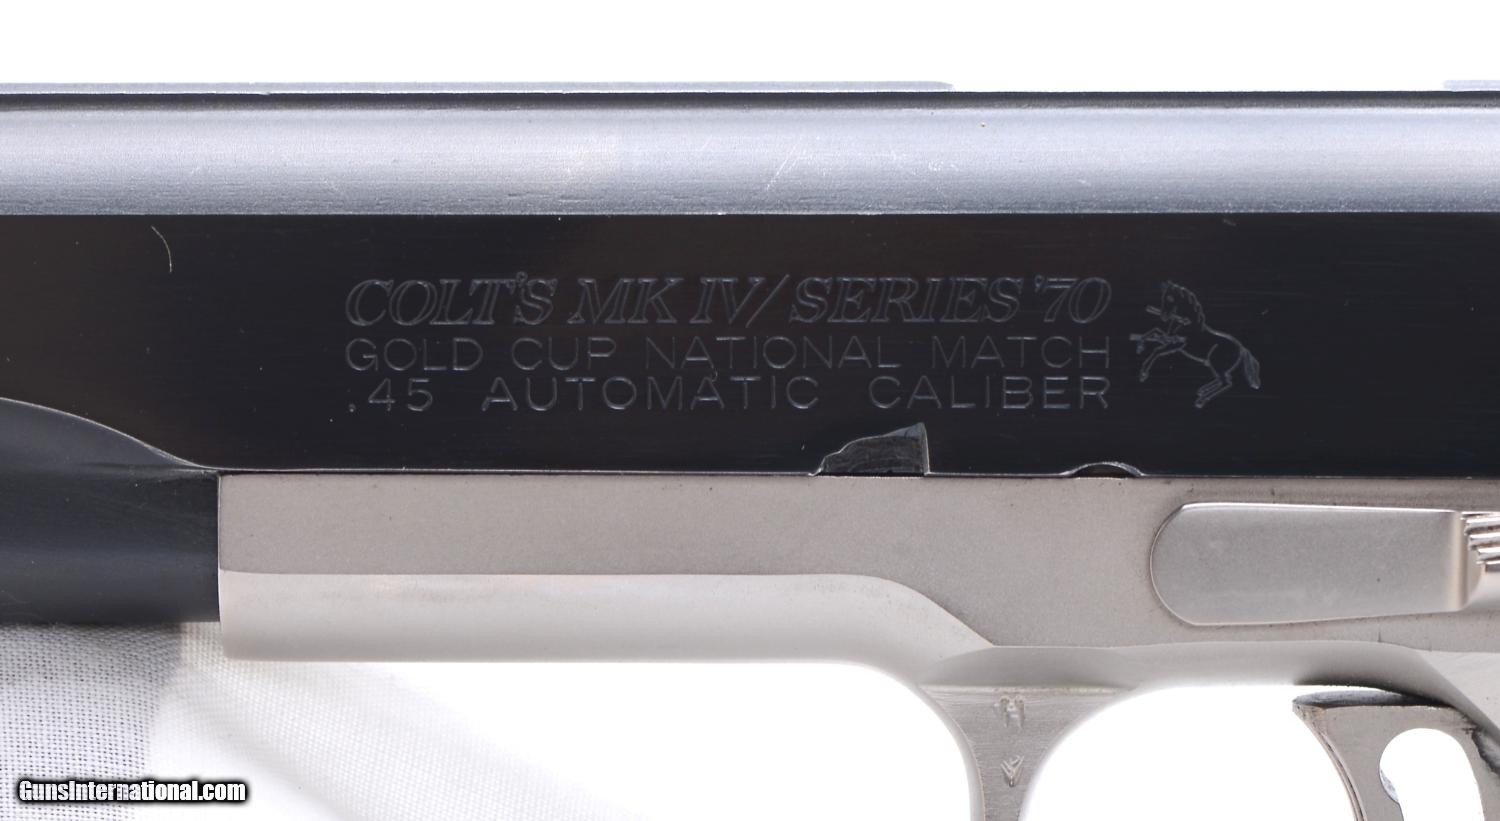 COLT'S MK IV/SERIES '70
GOLD CUP NATIONAL MATCH
.45 AUTOMATIC CALIBER
H
V
GunsInternational.com